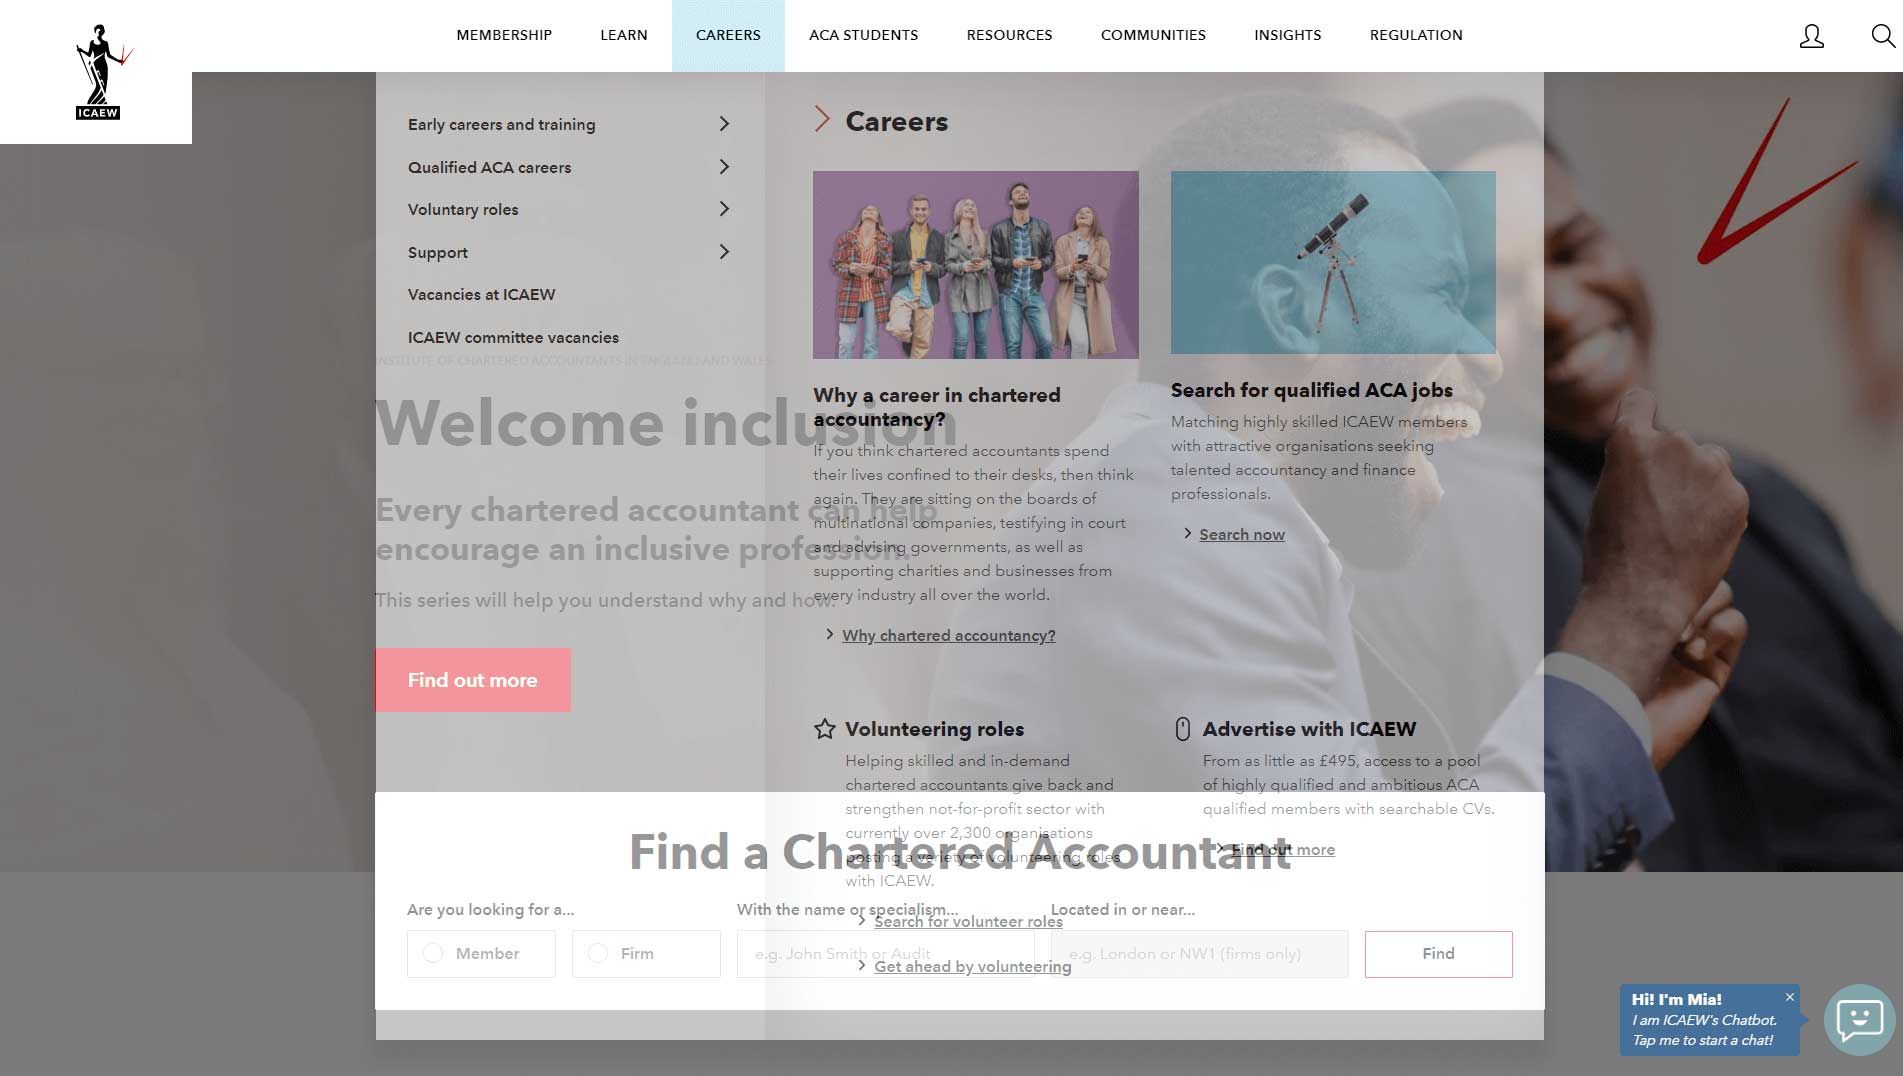 ICAEW
MEMBERSHIP
LEARN
CAREERS
ACA STUDENTS
RESOURCES
COMMUNITIES
INSIGHTS
REGULATION
Early careers and training
Qualified ACA careers
Voluntary roles
Support
Vacancies at ICAEW
ICAEW committee vacancies
Careers
Why a career in chartered
accountancy?
If you think chartered accountants spend
their lives confined to their desks, then think
again. They are sitting on the boards of
multinational companies, testifying in court
and advising governments, as well as
supporting charities and businesses from
every industry all over the world.
Why chartered accountancy?
Search for qualified ACA jobs
Matching highly skilled ICAEW members
with attractive organisations seeking
talented accountancy and finance
professionals.
Search now
Volunteering roles
Helping skilled and in-demand
chartered accountants give back and
strengthen not-for-profit sector with
currently over 2,300 organisations
posting a variety of volunteering roles
with ICAEW.
Search for volunteer roles
Get ahead by volunteering
Advertise with ICAEW
From as little as £495, access to a pool
of highly qualified and ambitious ACA
qualified members with searchable CVs.
Find out more
INSTITUTE OF CHARTERED ACCOUNTANTS IN ENGLAND AND WALES
Welcome inclusion
Every chartered accountant can help
encourage an inclusive profession.
This series will help you understand why and how.
Find out more
Find a Chartered Accountant
Are you looking for a...
Member
Firm
With the name or specialism...
e.g. John Smith or Audit
Located in or near...
e.g. London or NW1 (firms only)
Find
Hi! I'm Mia!
I am ICAEW's Chatbot.
Tap me to start a chat!